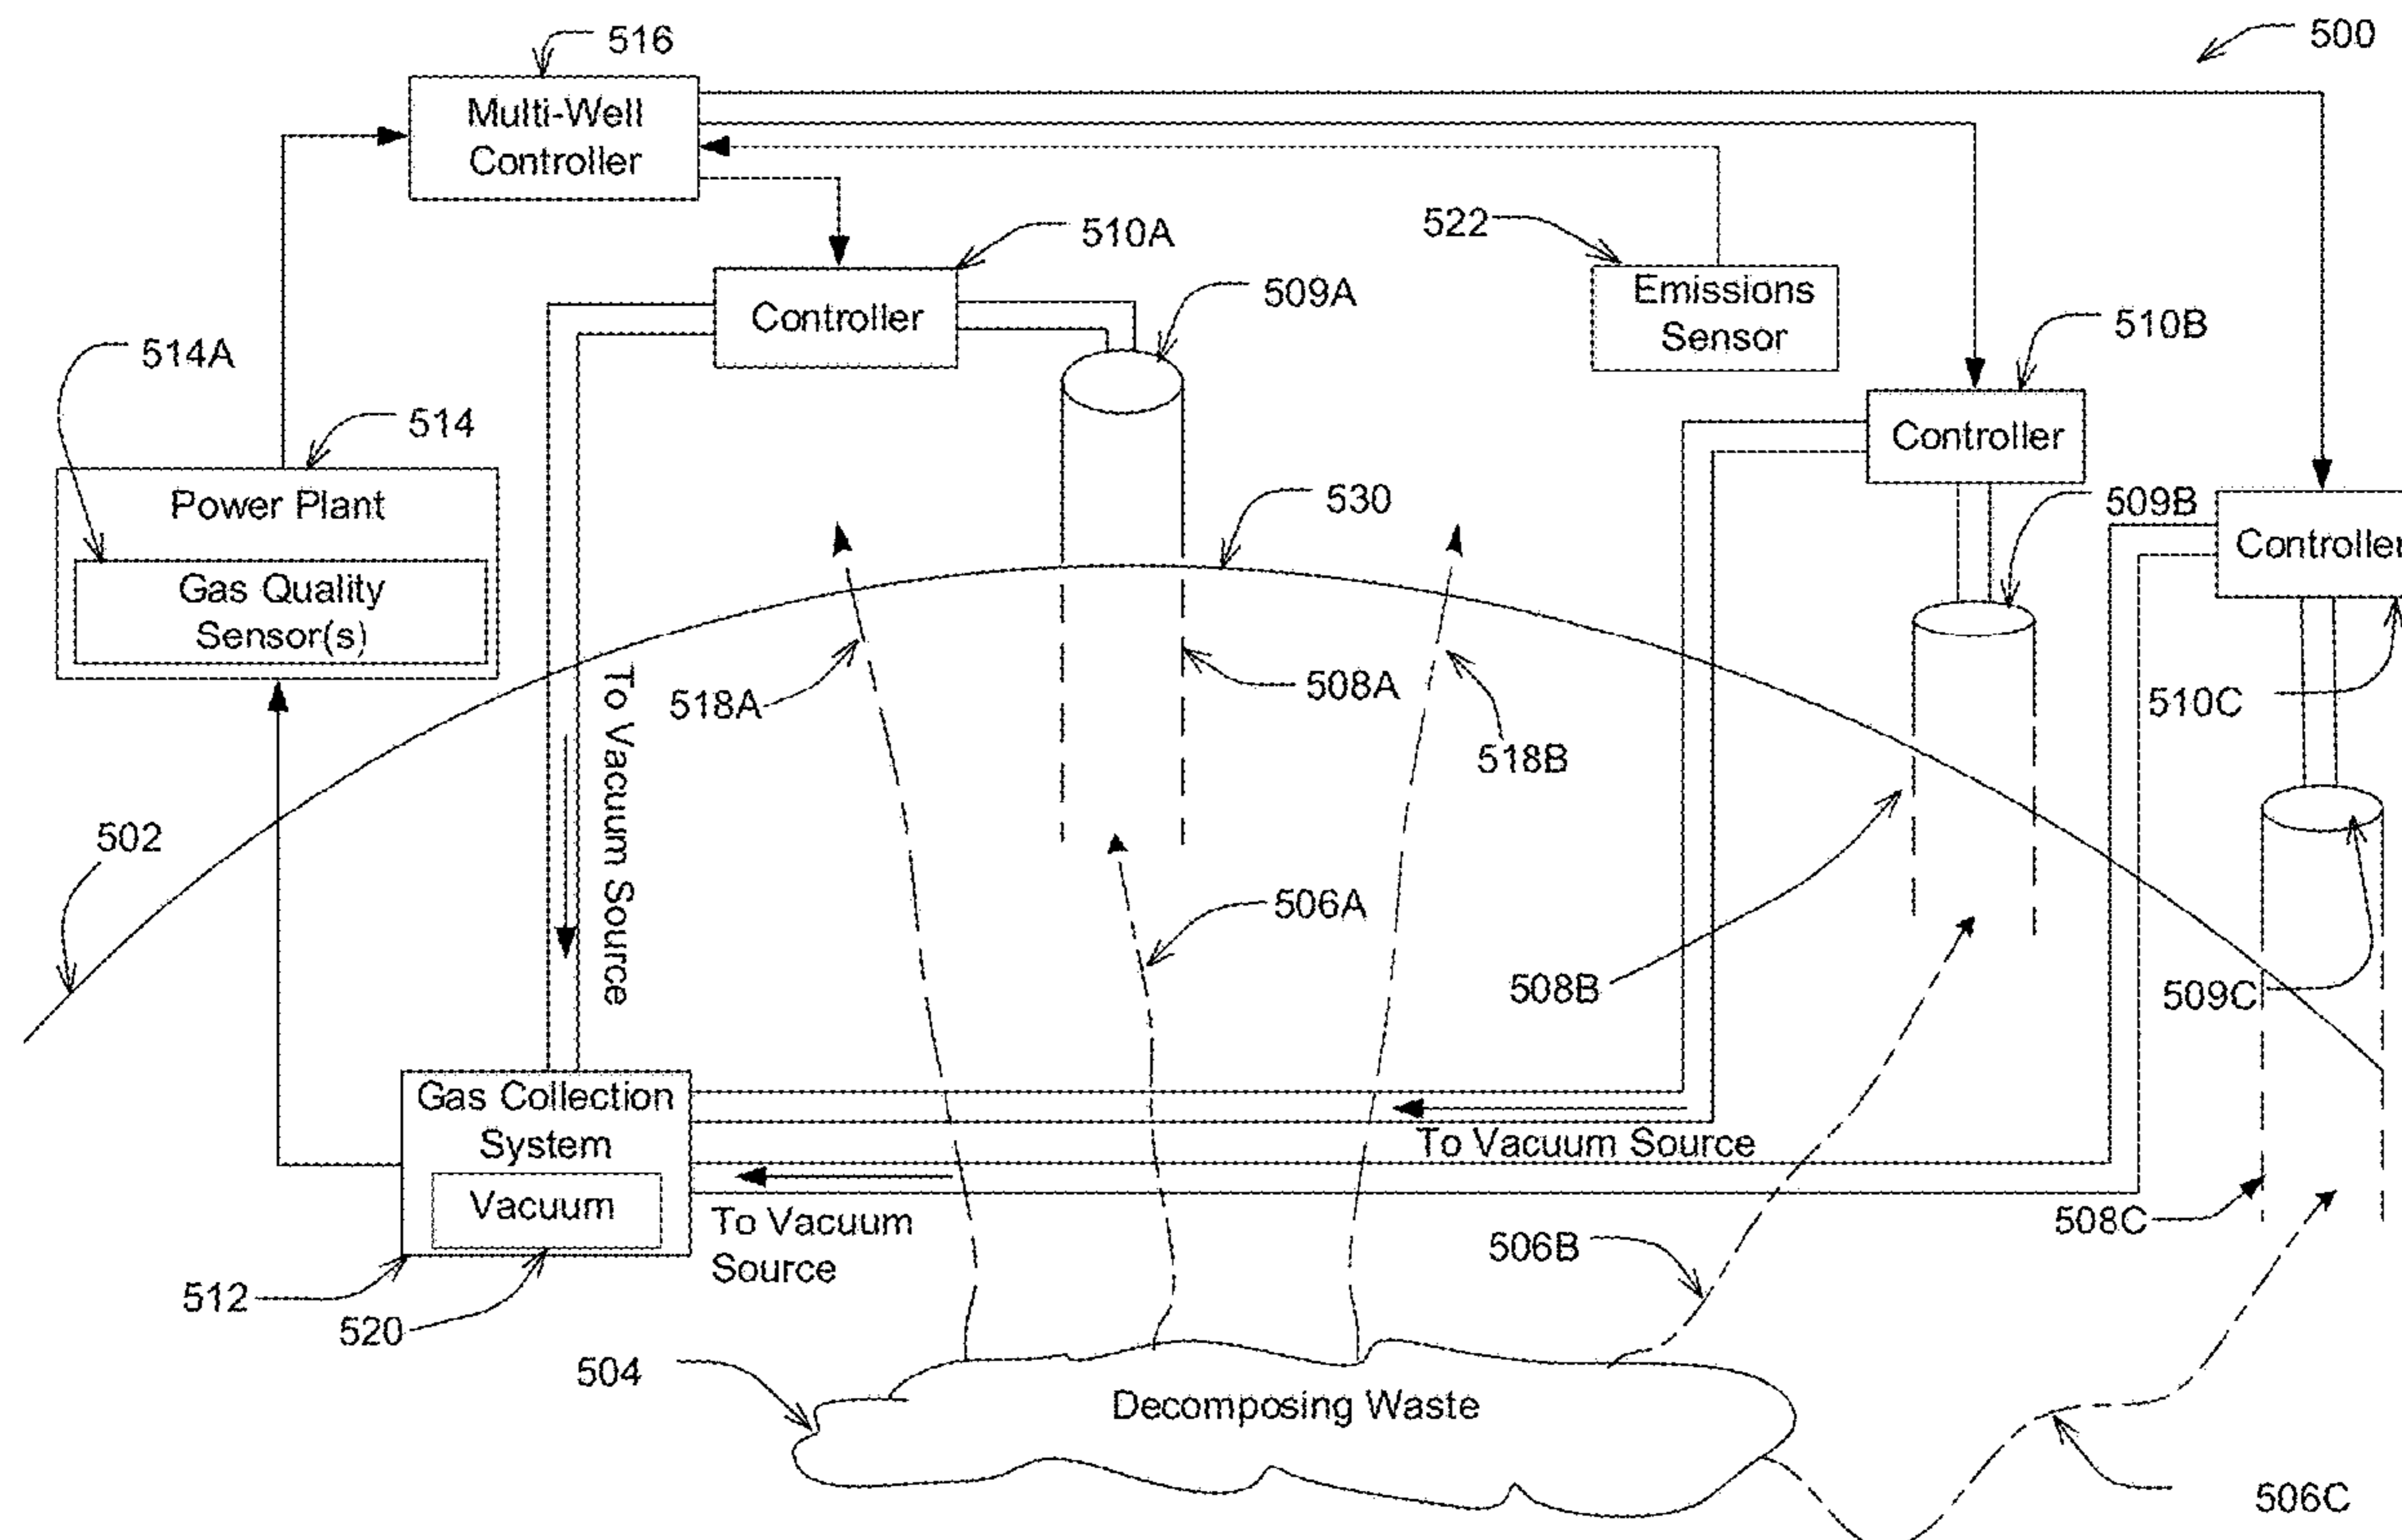 516
500
Multi-Well
Controller
510A
522
509A
Emissions
Sensor
Controller
510B
514A
514
Controller
Power Plant
530
509B
Controller
Gas Quality
Sensor(s)
518A
508A
510C
518B
To Vacuum Source
502
506A
508B
509C
Gas Collection
System
To Vacuum Source
Vacuum
To Vacuum
Source
508C
506B
512
520
504
Decomposing Waste
506C